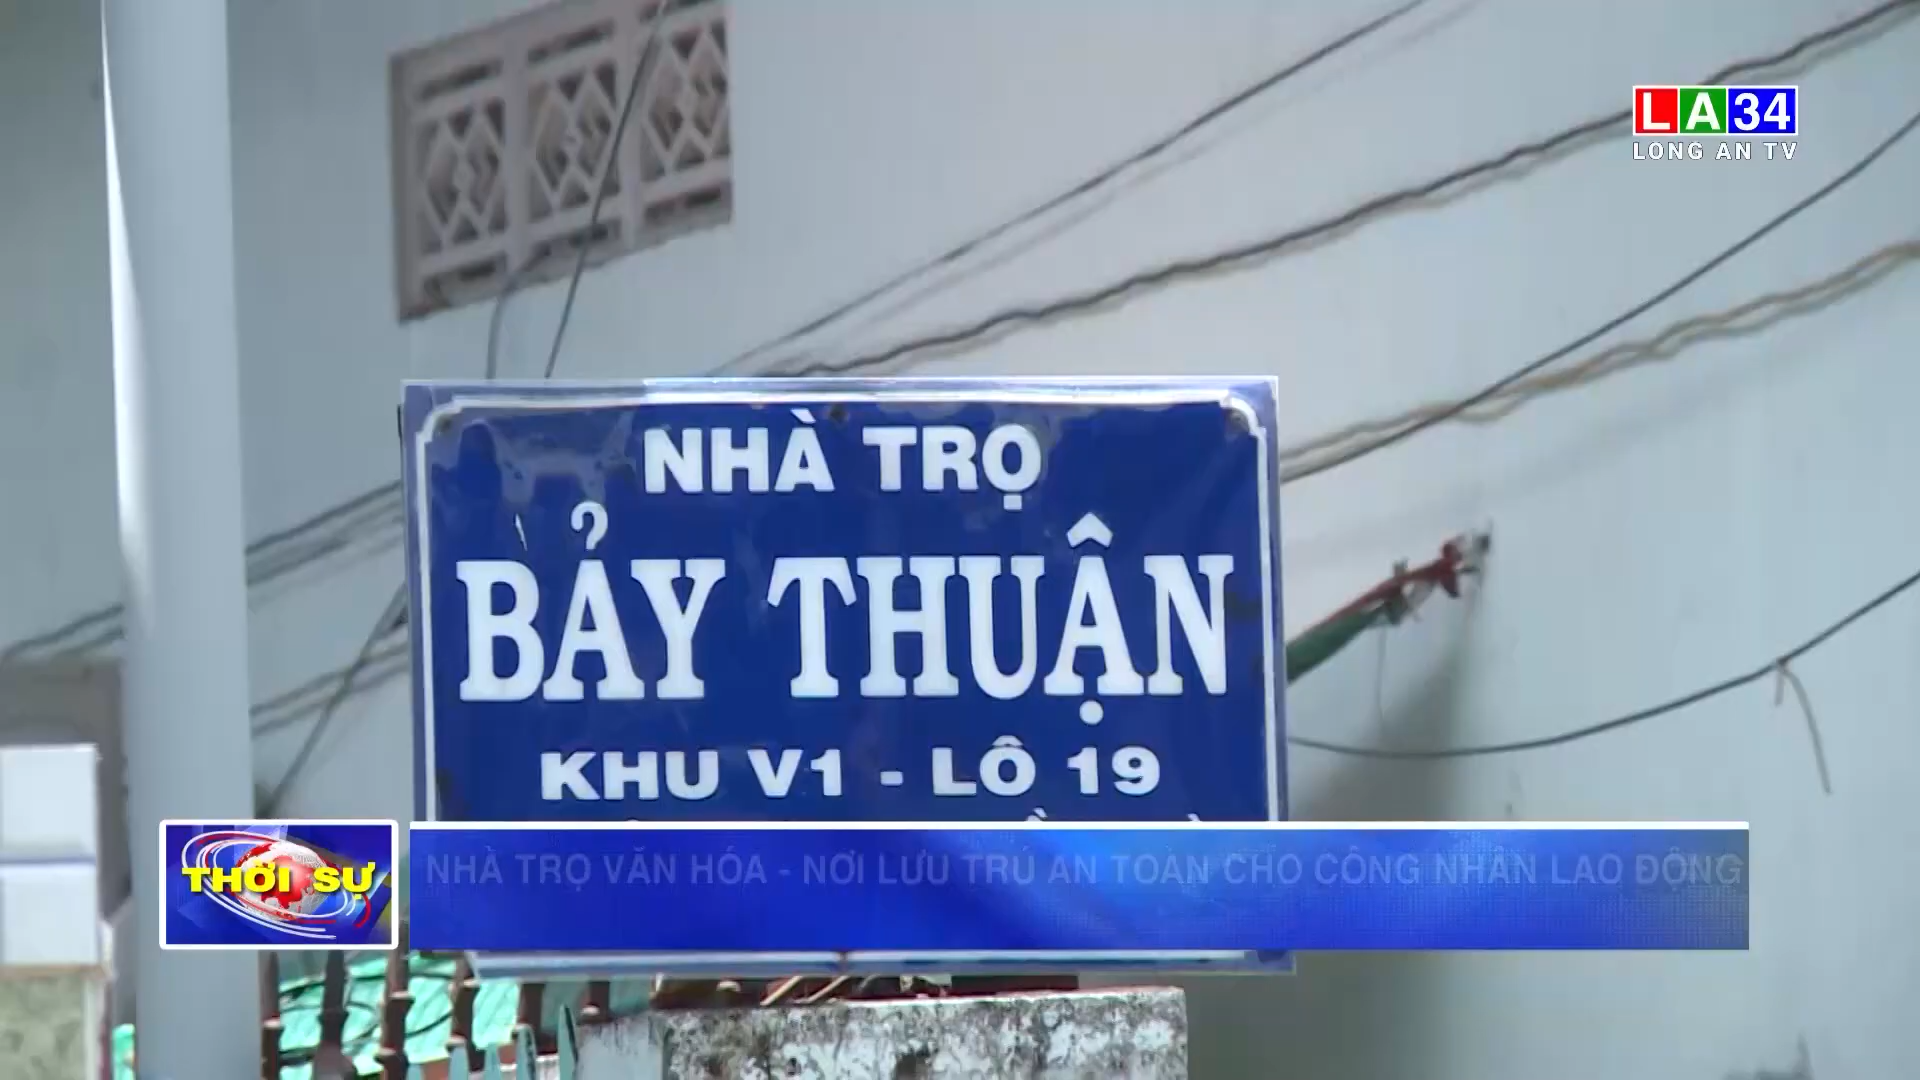 LA34
LONG AN TV
NHÀ TRỌ
BẢY THUẬN
KHU V1 - LÔ 19
THỜI SỰ
NHÀ TRỌ VĂN HÓA - NƠI LƯU TRÚ AN TOÀN CHO CÔNG NHÂN LAO ĐỘNG